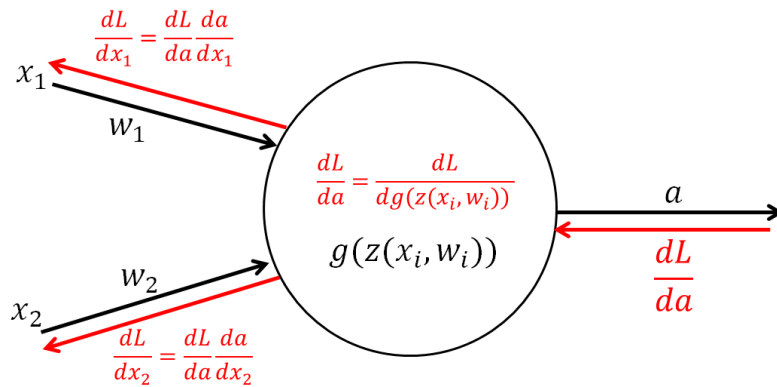 dL/dx₁ = dL/da da/dx₁
x₁
w₁
dL/da = dL/dg(z(xᵢ, wᵢ))
g(z(xᵢ, wᵢ))
a
dL/da
w₂
x₂
dL/dx₂ = dL/da da/dx₂